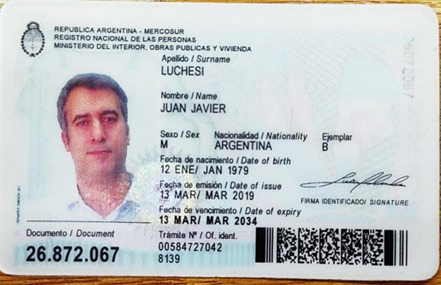 REPUBLICA ARGENTINA - MERCOSUR
REGISTRO NACIONAL DE LAS PERSONAS
MINISTERIO DEL INTERIOR, OBRAS PUBLICAS Y VIVIENDA
Apellido / Surname
LUCHESI
Nombre / Name
JUAN JAVIER
Sexo / Sex Nacionalidad / Nationality Ejemplar
M ARGENTINA B
Fecha de nacimiento / Date of birth
12 ENE/ JAN 1979
Fecha de emisión / Date of issue
13 MAR/ MAR 2019
FIRMA IDENTIFICADO/ SIGNATURE
Fecha de vencimiento / Date of expiry
13 MAR/ MAR 2034
Documento / Document Trámite Nº / Of. ident.
26.872.067 00584727042
8139